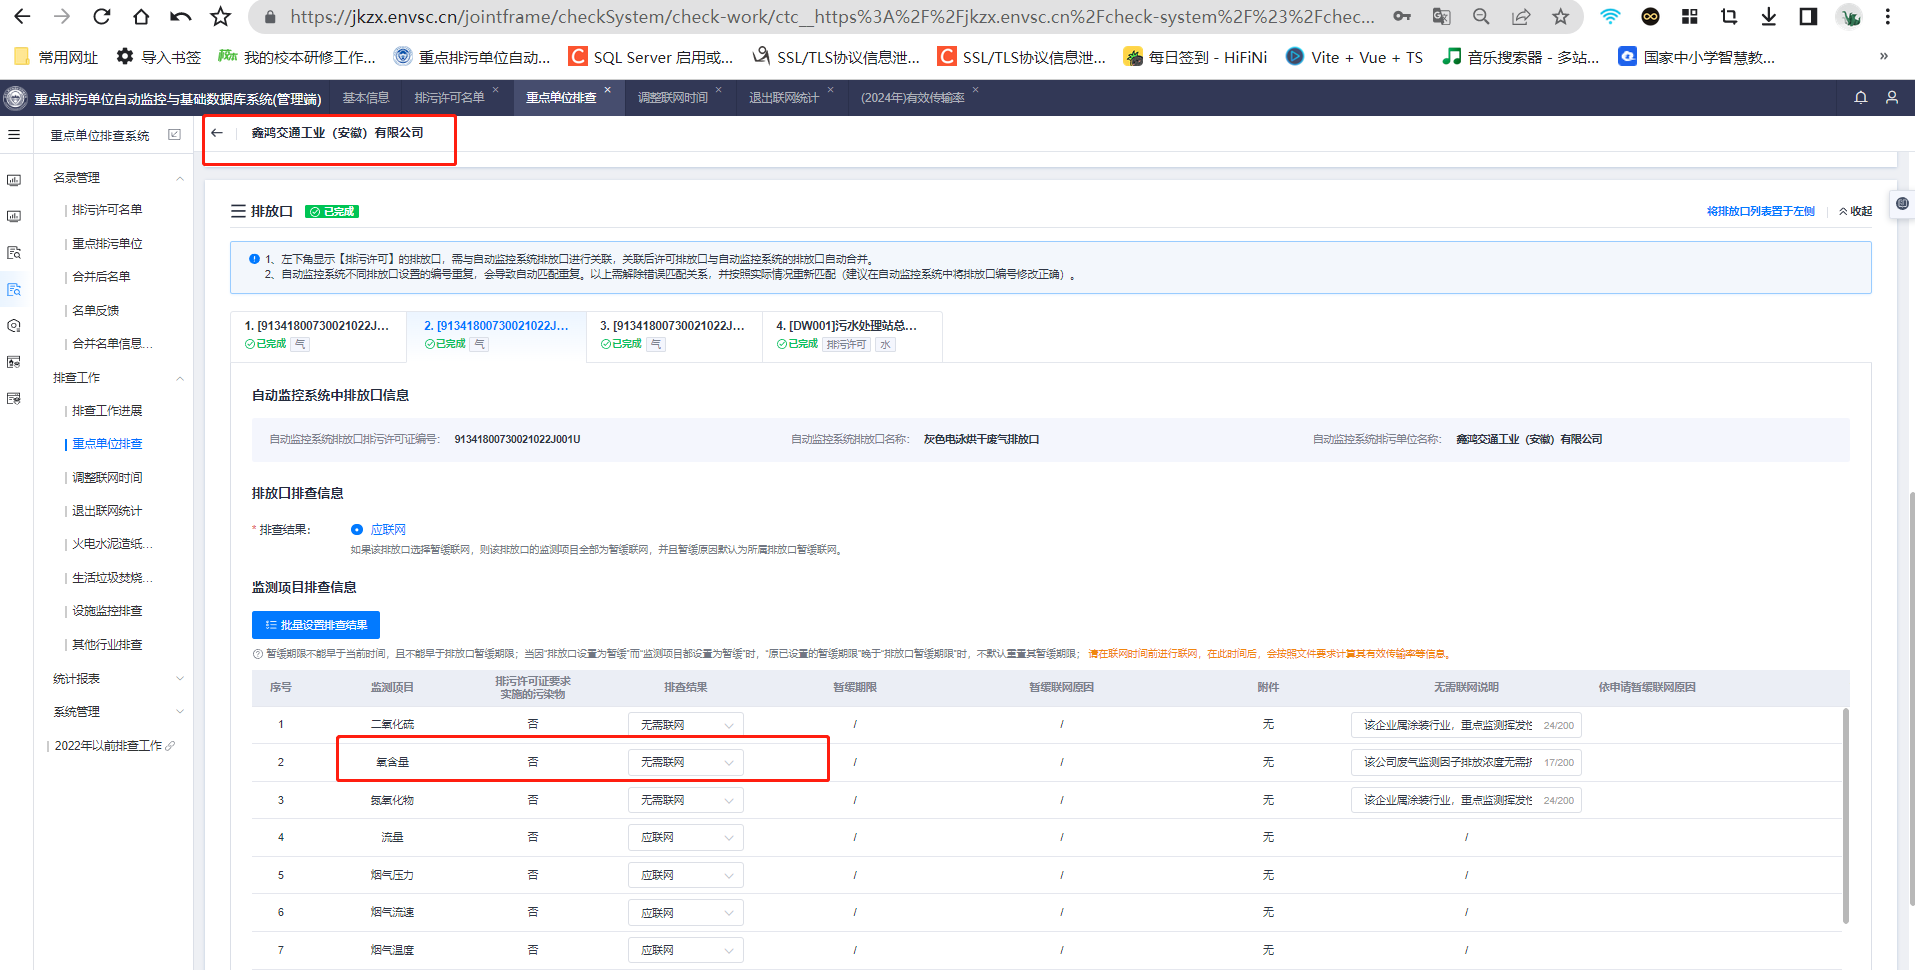 https://jkzx.envsc.cn/jointframe/checkSystem/check-work/ctc__https%3A%2F%2Fjkzx.envsc.cn%2Fcheck-system%2F%23%2Fchec...
常用网址 导入书签 我的校本研修工作... 重点排污单位自动... SQL Server 启用或... SSL/TLS协议信息泄... SSL/TLS协议信息泄... 每日签到 - HiFiNi Vite + Vue + TS 音乐搜索器 - 多站... 国家中小学智慧教... »
重点排污单位自动监控与基础数据库系统(管理端) 基本信息 排污许可名单 × 重点单位排查 × 调整联网时间 × 退出联网统计 × (2024年)有效传输率 ×
重点单位排查系统
鑫鸿交通工业（安徽）有限公司
名录管理
排污许可名单
重点排污单位
合并后名单
名单反馈
合并名单信息...
排查工作
排查工作进展
重点单位排查
调整联网时间
退出联网统计
火电水泥造纸...
生活垃圾焚烧...
设施监控排查
其他行业排查
统计报表
系统管理
2022年以前排查工作
排放口 已完成 将排放口列表置于左侧 收起
1、左下角显示【排污许可】的排放口，需与自动监控系统排放口进行关联，关联后许可排放口与自动监控系统的排放口自动合并。
2、自动监控系统不同排放口设置的编号重复，会导致自动匹配重复。以上需解除错误匹配关系，并按照实际情况重新匹配（建议在自动监控系统中将排放口编号修改正确）。
1. [91341800730021022J... 2. [91341800730021022J... 3. [91341800730021022J... 4. [DW001]污水处理站总...
已完成 气 已完成 气 已完成 气 已完成 排污许可 水
自动监控系统中排放口信息
自动监控系统排放口排污许可证编号: 91341800730021022J001U 自动监控系统排放口名称: 灰色电泳烘干废气排放口 自动监控系统排污单位名称: 鑫鸿交通工业（安徽）有限公司
排放口排查信息
* 排查结果: 应联网
如果该排放口选择暂缓联网，则该排放口的监测项目全部为暂缓联网，并且暂缓原因默认为所属排放口暂缓联网。
监测项目排查信息
批量设置排查结果
暂缓期限不能早于当前时间，且不能早于排放口暂缓期限；当因"排放口设置为暂缓"而"监测项目都设置为暂缓"时，"原已设置的暂缓期限"晚于"排放口暂缓期限"时，不默认重置其暂缓期限； 请在联网时间前进行联网，在此时间后，会按照文件要求计算其有效传输率等信息。
序号 监测项目 排污许可证要求实施的污染物 排查结果 暂缓期限 暂缓联网原因 附件 无需联网说明 依申请暂缓联网原因
1 二氧化硫 否 无需联网 / / 无 该企业属涂装行业，重点监测挥发性 24/200
2 氧含量 否 无需联网 / / 无 该公司废气监测因子排放浓度无需折 17/200
3 氮氧化物 否 无需联网 / / 无 该企业属涂装行业，重点监测挥发性 24/200
4 流量 否 应联网 / / 无 /
5 烟气压力 否 应联网 / / 无 /
6 烟气流速 否 应联网 / / 无 /
7 烟气温度 否 应联网 / / 无 /